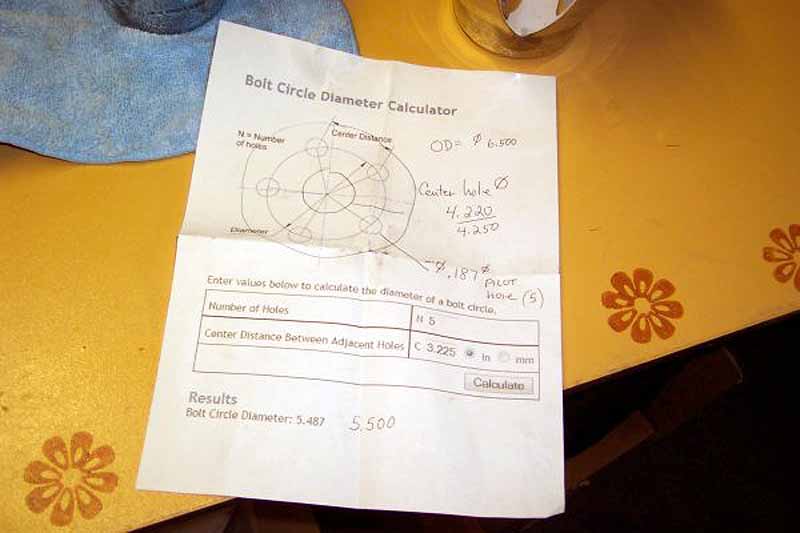 Bolt Circle Diameter Calculator
N = Number
of holes
Center Distance
OD= Ø 6.500
Center hole Ø
4.220
4.250
Diameter
Ø.187 Ø
PILOT
HOLE (5)
Enter values below to calculate the diameter of a bolt circle.
Number of Holes N 5
Center Distance Between Adjacent Holes C 3.225 in mm
Calculate
Results
Bolt Circle Diameter: 5.487 5.500